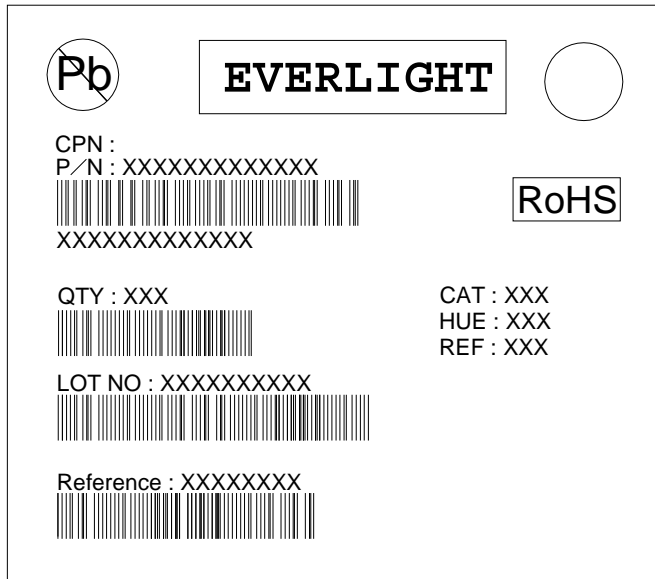 Pb
EVERLIGHT
CPN :
P/N : XXXXXXXXXXXXX
RoHS
XXXXXXXXXXXXX
QTY : XXX
CAT : XXX
HUE : XXX
REF : XXX
LOT NO : XXXXXXXXXX
Reference : XXXXXXXX